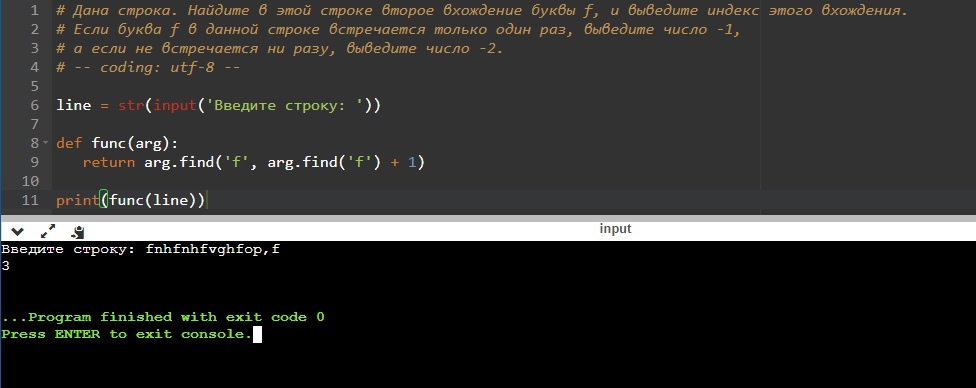 1 # Дана строка. Найдите в этой строке второе вхождение буквы f, и выведите индекс этого вхождения.
2 # Если буква f в данной строке встречается только один раз, выведите число -1,
3 # а если не встречается ни разу, выведите число -2.
4 # -- coding: utf-8 --
5
6 line = str(input('Введите строку: '))
7
8 def func(arg):
9    return arg.find('f', arg.find('f') + 1)
10
11 print(func(line))
input
Введите строку: fnhfnhfvghfop,f
3
...Program finished with exit code 0
Press ENTER to exit console.